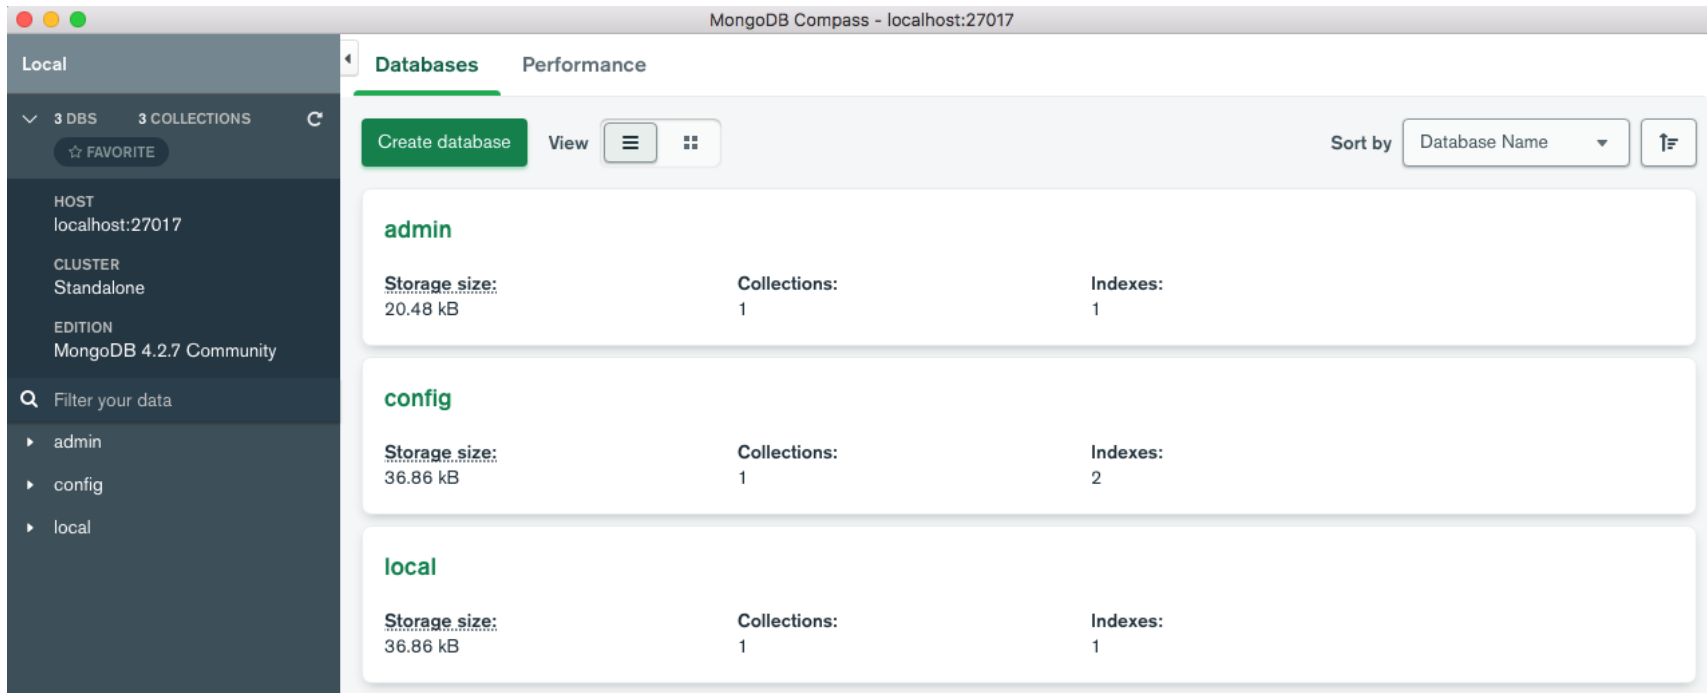 MongoDB Compass - localhost:27017
Local
3 DBS 3 COLLECTIONS
FAVORITE
HOST
localhost:27017
CLUSTER
Standalone
EDITION
MongoDB 4.2.7 Community
Filter your data
admin
config
local
Databases Performance
Create database View Sort by Database Name
admin
Storage size: Collections: Indexes:
20.48 kB 1 1
config
Storage size: Collections: Indexes:
36.86 kB 1 2
local
Storage size: Collections: Indexes:
36.86 kB 1 1